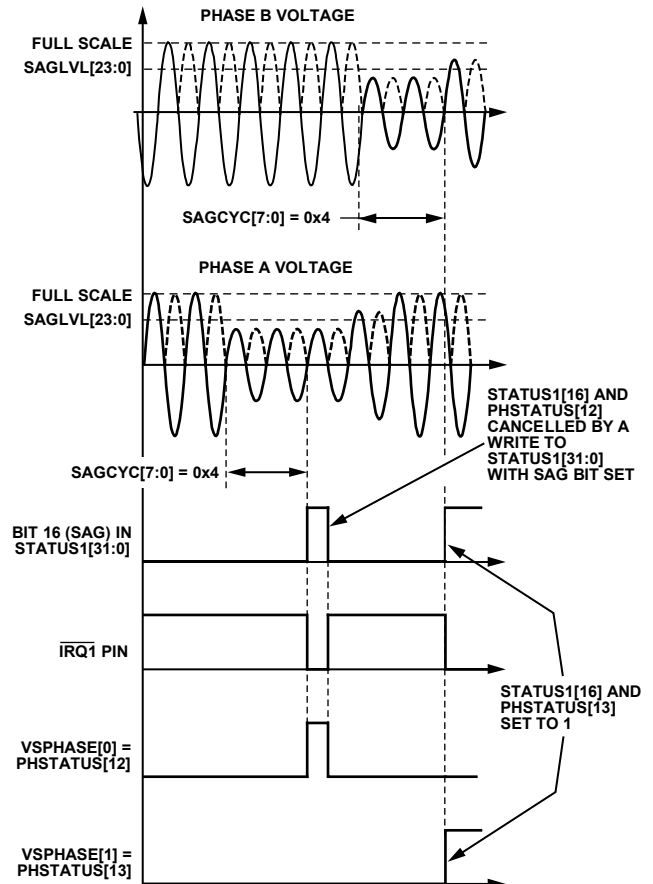 PHASE B VOLTAGE
FULL SCALE
SAGLVL[23:0]
SAGCYC[7:0] = 0x4
PHASE A VOLTAGE
FULL SCALE
SAGLVL[23:0]
STATUS1[16] AND
PHSTATUS[12]
CANCELLED BY A
WRITE TO
STATUS1[31:0]
WITH SAG BIT SET
SAGCYC[7:0] = 0x4
BIT 16 (SAG) IN
STATUS1[31:0]
IRQ1 PIN
STATUS1[16] AND
PHSTATUS[13]
SET TO 1
VSPHASE[0] =
PHSTATUS[12]
VSPHASE[1] =
PHSTATUS[13]